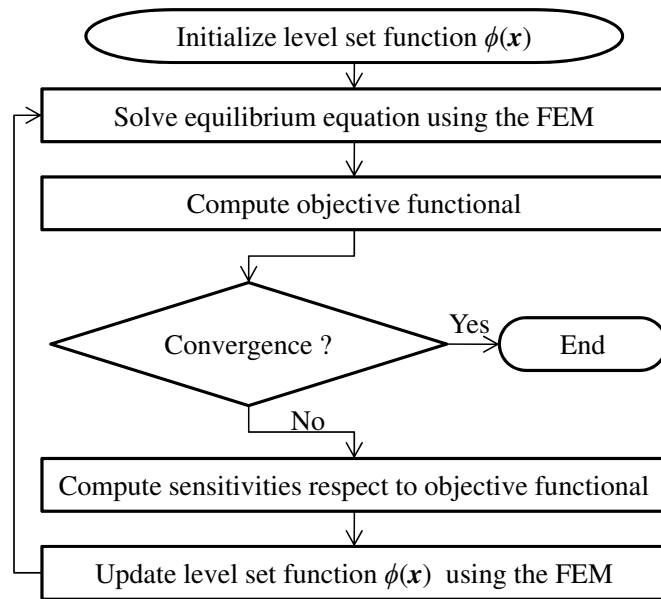 Initialize level set function ϕ(x)
Solve equilibrium equation using the FEM
Compute objective functional
Convergence ?
Yes
End
No
Compute sensitivities respect to objective functional
Update level set function ϕ(x) using the FEM